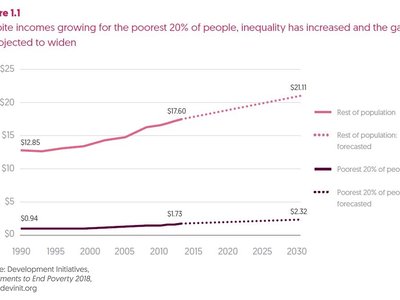 re 1.1
pite incomes growing for the poorest 20% of people, inequality has increased and the ga
ojected to widen
$25
$20
$15
$10
$5
$0
$12.85
$17.60
$21.11
$0.94
$1.73
$2.32
1990 1995 2000 2005 2010 2015 2020 2025 2030
Rest of population
Rest of population:
forecasted
Poorest 20% of peo
Poorest 20% of peo
forecasted
e: Development Initiatives,
ments to End Poverty 2018,
devinit.org